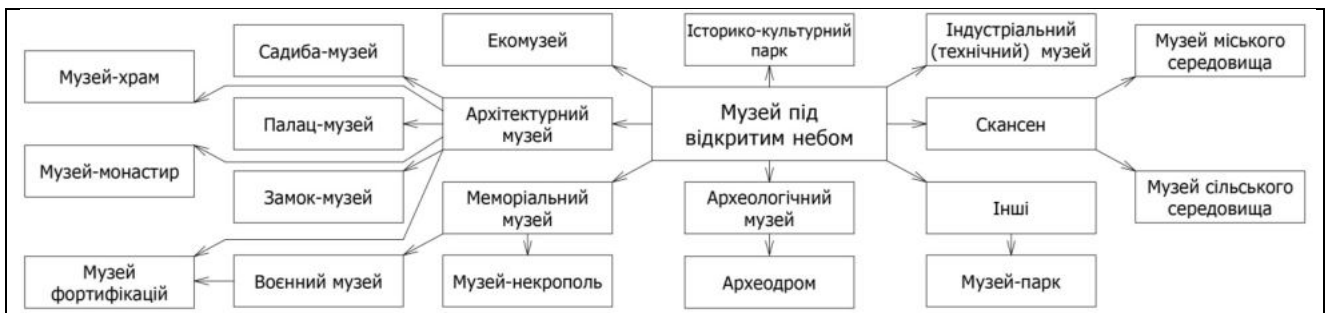 Садиба-музей
Екомузей
Історико-культурний
парк
Індустріальний
(технічний) музей
Музей міського
середовища
Музей-храм
Палац-музей
Архітектурний
музей
Музей під
відкритим небом
Скансен
Музей-монастир
Замок-музей
Меморіальний
музей
Археологічний
музей
Інші
Музей сільського
середовища
Музей
фортифікацій
Воєнний музей
Музей-некрополь
Археодром
Музей-парк